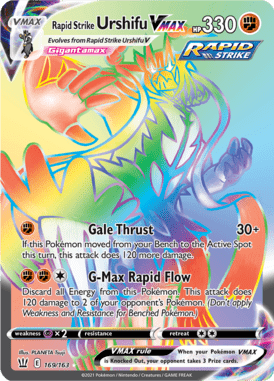 VMAX Rapid Strike Urshifu VMAX HP 330
Evolves from Rapid Strike Urshifu V
Gigantamax
RAPID STRIKE
Gale Thrust 30+
If this Pokémon moved from your Bench to the Active Spot
this turn, this attack does 120 more damage.
G-Max Rapid Flow
Discard all Energy from this Pokémon. This attack does
120 damage to 2 of your opponent's Pokémon. (Don't apply
Weakness and Resistance for Benched Pokémon.)
weakness ×2 resistance retreat
Illus. PLANETA
169/163
VMAX rule
When your Pokémon VMAX
is Knocked Out, your opponent takes 3 Prize cards.
©2021 Pokémon / Nintendo / Creatures / GAME FREAK